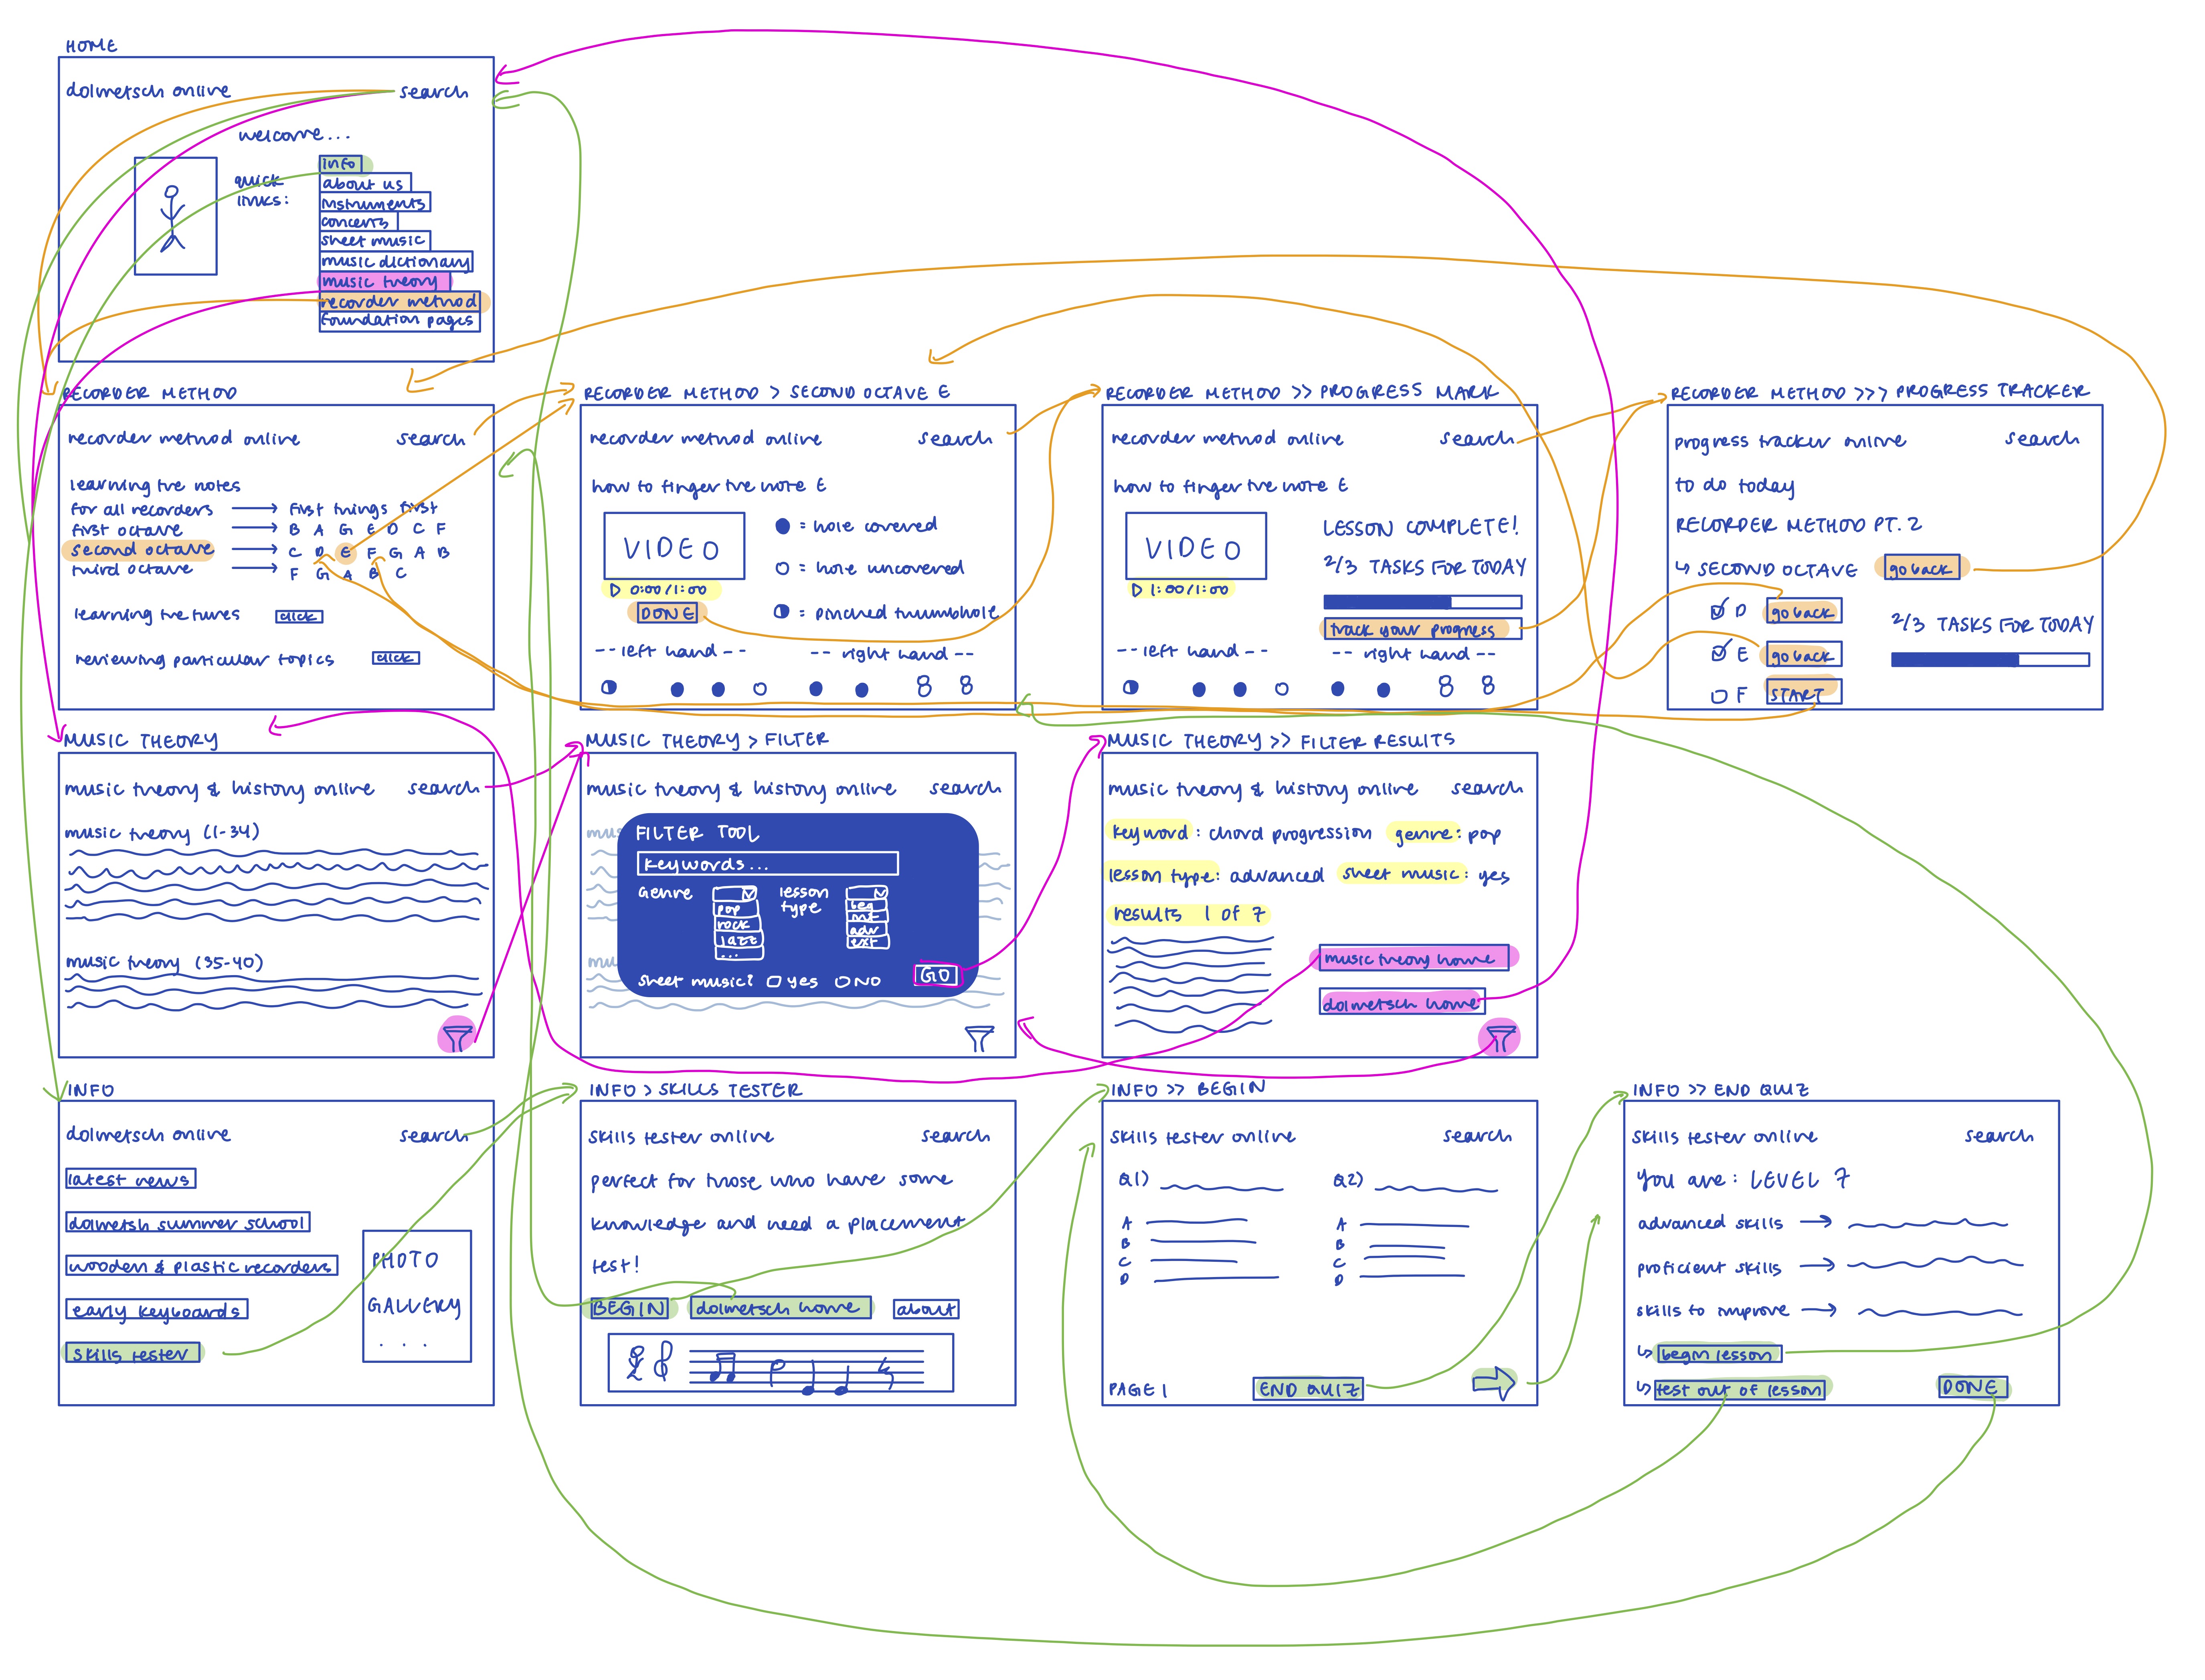 HOME
dolmetsch online search
welcome...
quick links:
info
about us
instruments
concerts
sheet music
music dictionary
music theory
recorder method
foundation pages
RECORDER METHOD
recorder method online search
learning the notes
for all recorders → first things first
first octave → B A G E D C F
second octave → C D E F G A B
third octave → F G A B C
learning the tunes click
reviewing particular topics click
RECORDER METHOD > SECOND OCTAVE E
recorder method online search
how to finger the note E
VIDEO
0:00/1:00
DONE
= hole covered
= hole uncovered
= pinched thumbhole
-- left hand -- -- right hand --
RECORDER METHOD >> PROGRESS MARK
recorder method online search
how to finger the note E
VIDEO
1:00/1:00
LESSON COMPLETE!
2/3 TASKS FOR TODAY
track your progress
-- left hand -- -- right hand --
RECORDER METHOD >>> PROGRESS TRACKER
progress tracker online search
to do today
RECORDER METHOD PT. 2
↳ SECOND OCTAVE go back
D go back
E go back
F START
2/3 TASKS FOR TODAY
MUSIC THEORY
music theory & history online search
music theory (1-34)
music theory (35-40)
MUSIC THEORY > FILTER
music theory & history online search
mus
FILTER TOOL
keywords...
Genre
pop
rock
jazz
...
lesson type
beg
int
adv
ext
mu
sheet music? yes NO
GO
MUSIC THEORY >> FILTER RESULTS
music theory & history online search
keyword: chord progression genre: pop
lesson type: advanced sheet music: yes
results 1 of 7
music theory home
dolmetsch home
INFO
dolmetsch online search
latest news
dolmetsh summer school
wooden & plastic recorders
early keyboards
skills tester
PHOTO
GALLERY
...
INFO > SKILLS TESTER
skills tester online search
perfect for those who have some
knowledge and need a placement
test!
BEGIN dolmetsch home about
INFO >> BEGIN
skills tester online search
Q1) Q2)
A A
B B
C C
D D
PAGE 1 END QUIZ
INFO >> END QUIZ
skills tester online search
you are: LEVEL 7
advanced skills →
proficient skills →
skills to improve →
↳ begin lesson
↳ test out of lesson DONE